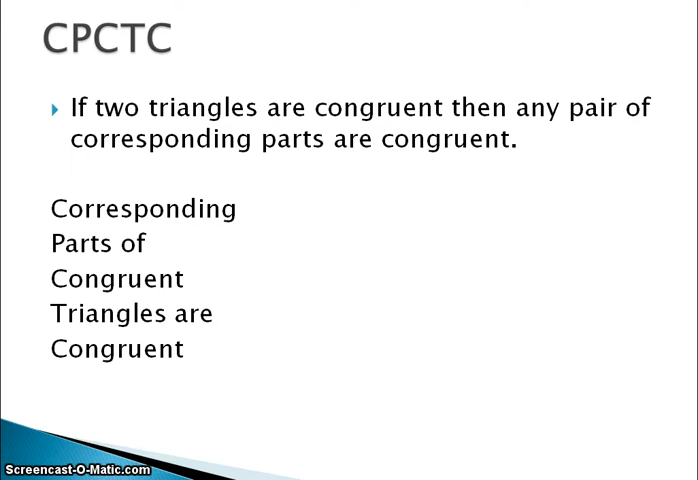 CPCTC
If two triangles are congruent then any pair of
corresponding parts are congruent.
Corresponding
Parts of
Congruent
Triangles are
Congruent
Screencast-O-Matic.com